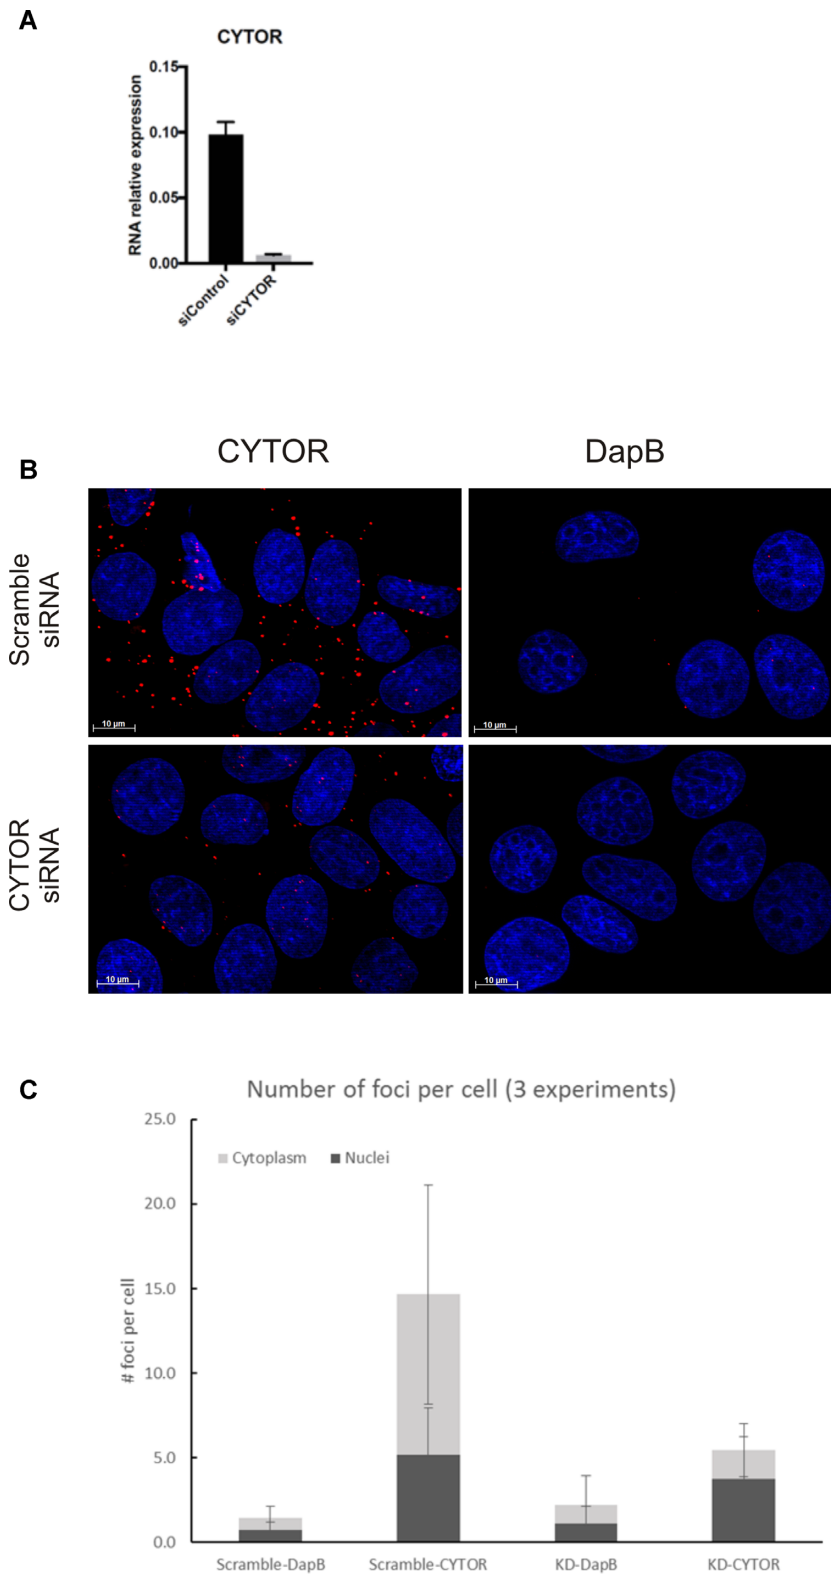 A
CYTOR
RNA relative expression
0.15
0.10
0.05
0.00
siControl
siCYTOR
B
CYTOR
DapB
Scramble
siRNA
10 μm
10 μm
CYTOR
siRNA
10 μm
10 μm
C
Number of foci per cell (3 experiments)
# foci per cell
25.0
20.0
15.0
10.0
5.0
0.0
Cytoplasm
Nuclei
Scramble-DapB
Scramble-CYTOR
KD-DapB
KD-CYTOR